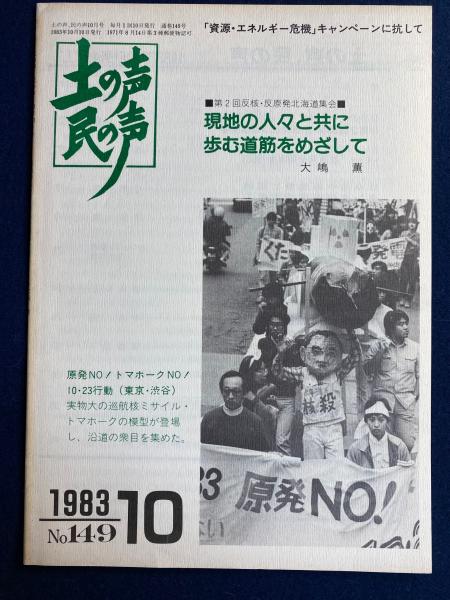 土の声、民の声10月号 毎月1回10日発行 通巻149号
1983年10月10日発行 1971年8月14日第3種郵便物認可
「資源・エネルギー危機」キャンペーンに抗して
土の声
民の声
■第2回反核・反原発北海道集会■
現地の人々と共に
歩む道筋をめざして
大嶋 薫
原発NO！トマホークNO！
10・23行動（東京・渋谷）
実物大の巡航核ミサイル・
トマホークの模型が登場
し、沿道の衆目を集めた。
1983
No149
10
くた
発
核
23 原発NO!
ない